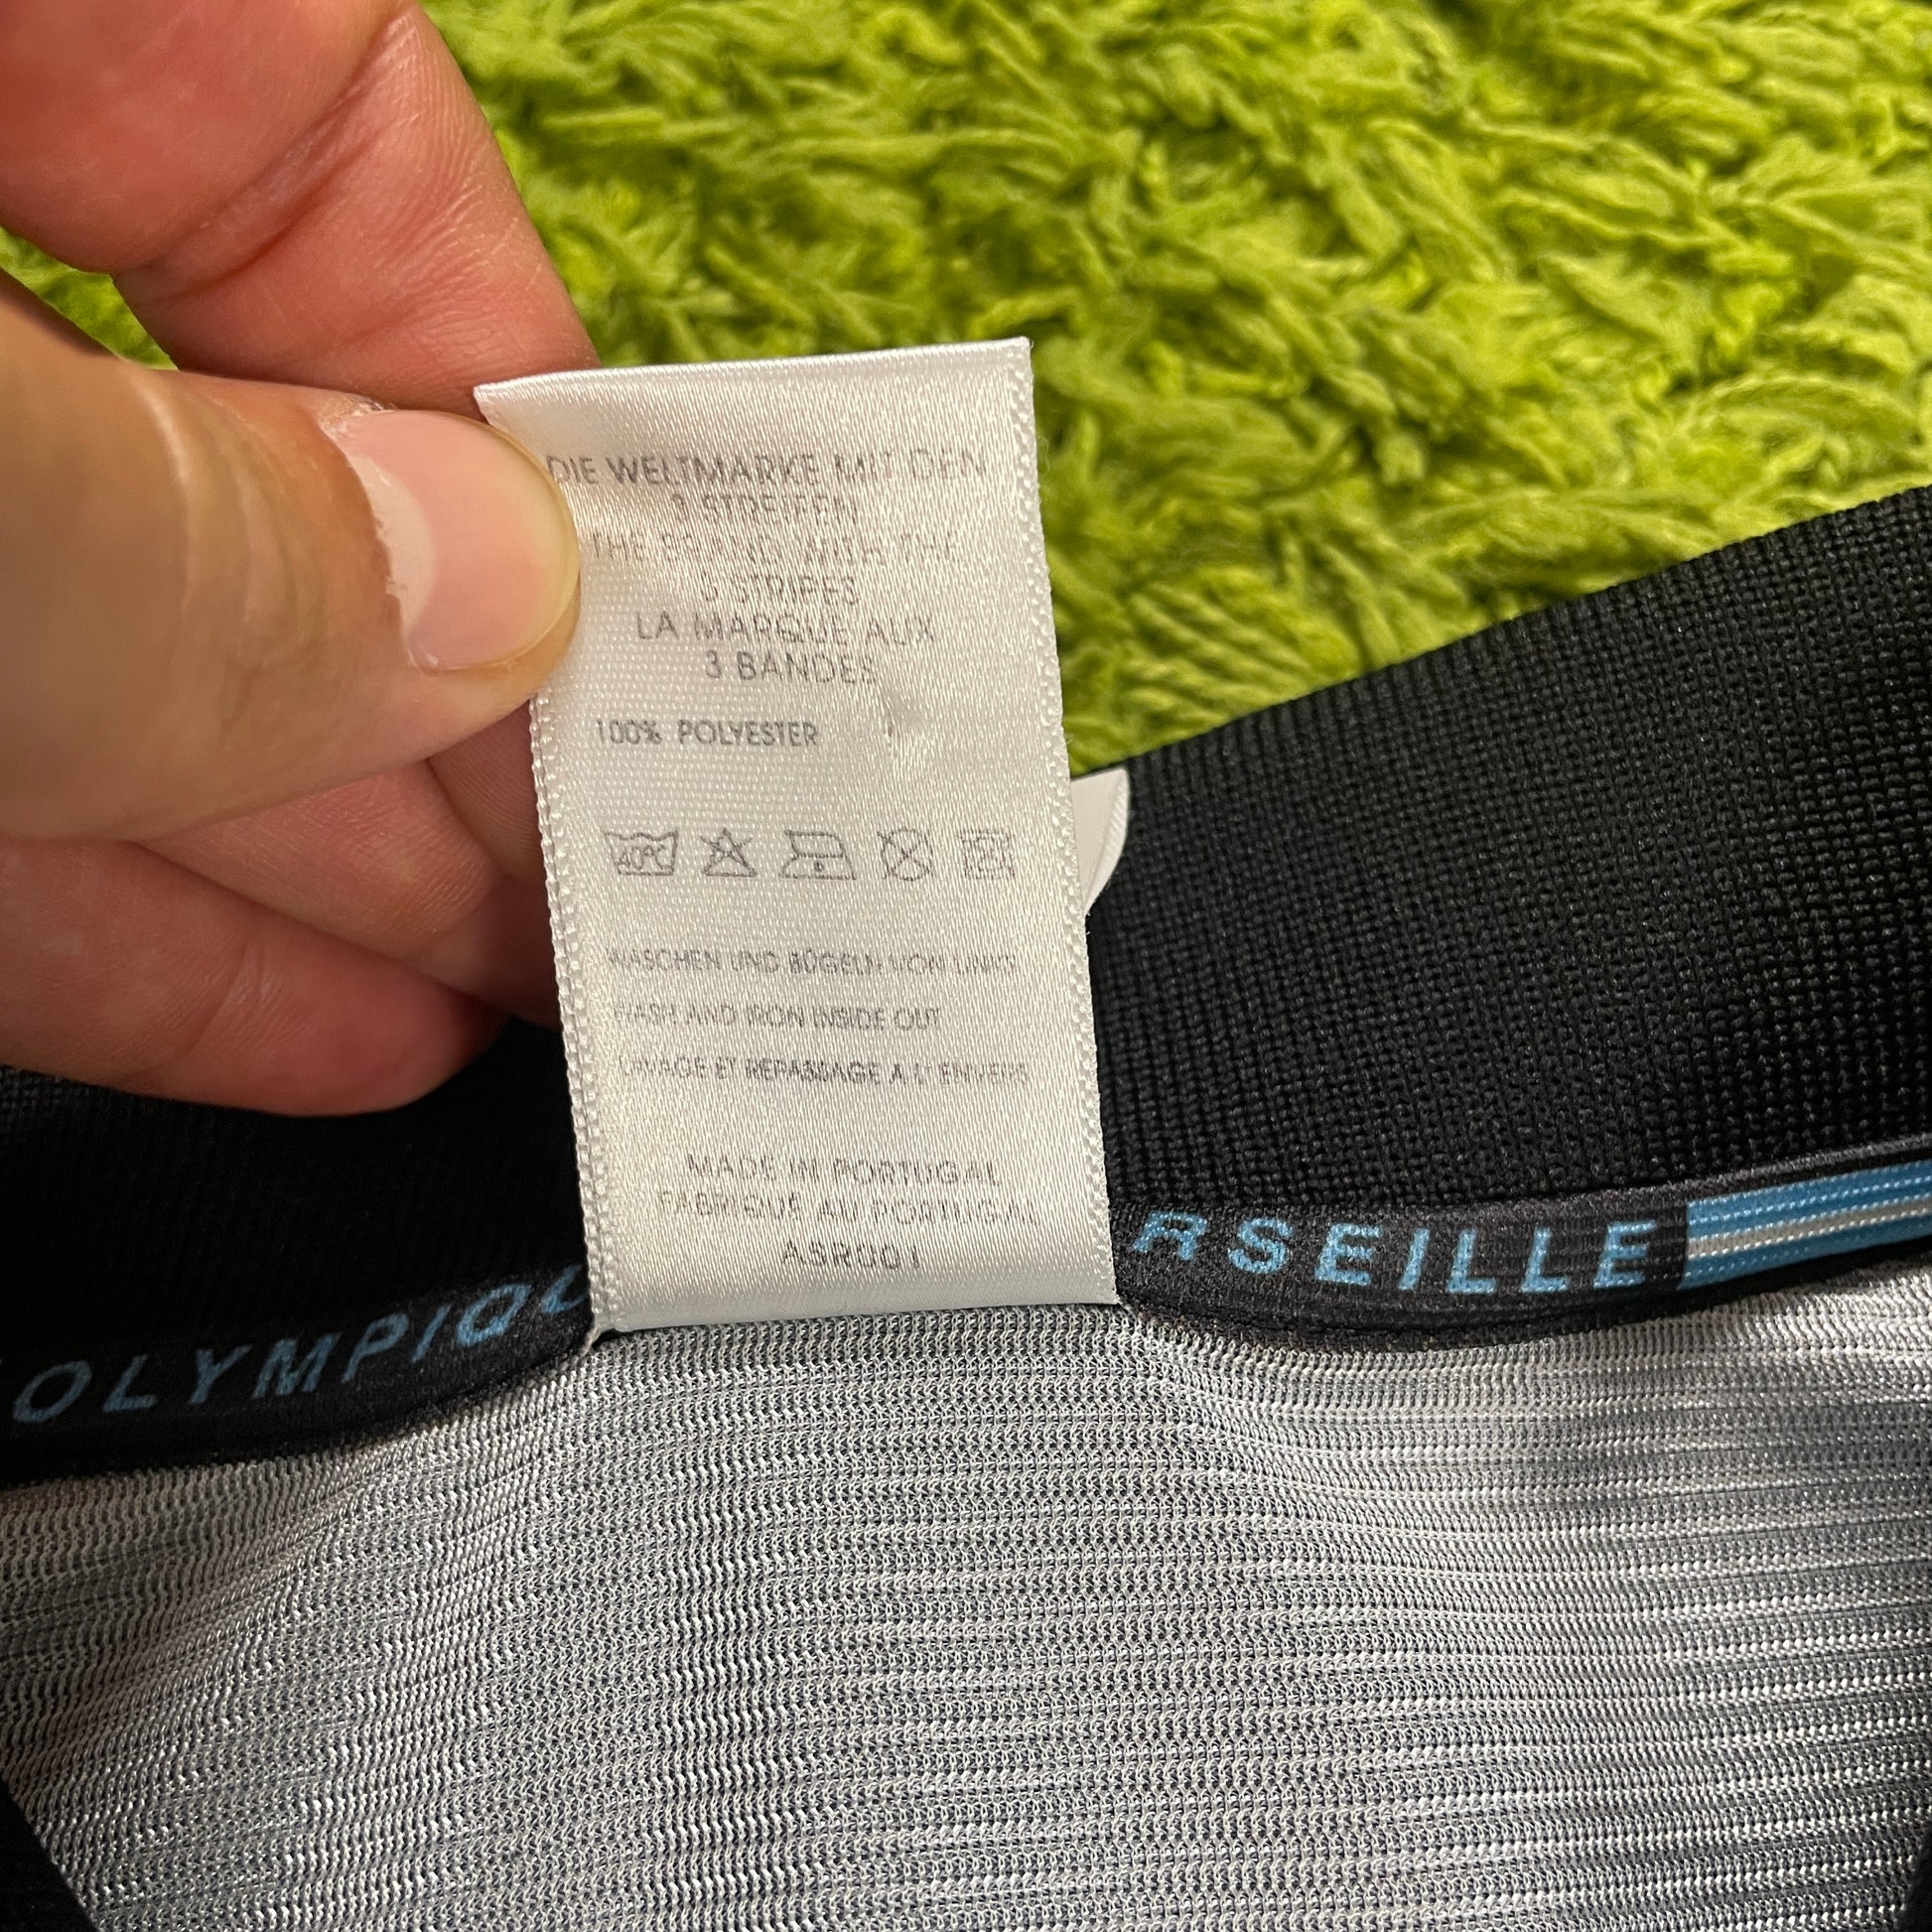 DIE WELTMARKE MIT DEN
3 STREIFEN
THE BRAND WITH THE
3 STRIPES
LA MARQUE AUX
3 BANDES
100% POLYESTER
40°C
WASCHEN UND BÜGELN VON LINKS
WASH AND IRON INSIDE OUT
LAVAGE ET REPASSAGE A L'ENVERS
MADE IN PORTUGAL
FABRIQUE AU PORTUGAL
ASR001
OLYMPIQU RSEILLE